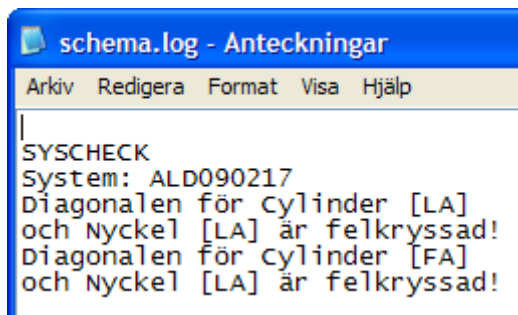 schema.log - Anteckningar
Arkiv Redigera Format Visa Hjälp
SYSCHECK
System: ALD090217
Diagonalen för Cylinder [LA]
och Nyckel [LA] är felkryssad!
Diagonalen för Cylinder [FA]
och Nyckel [LA] är felkryssad!